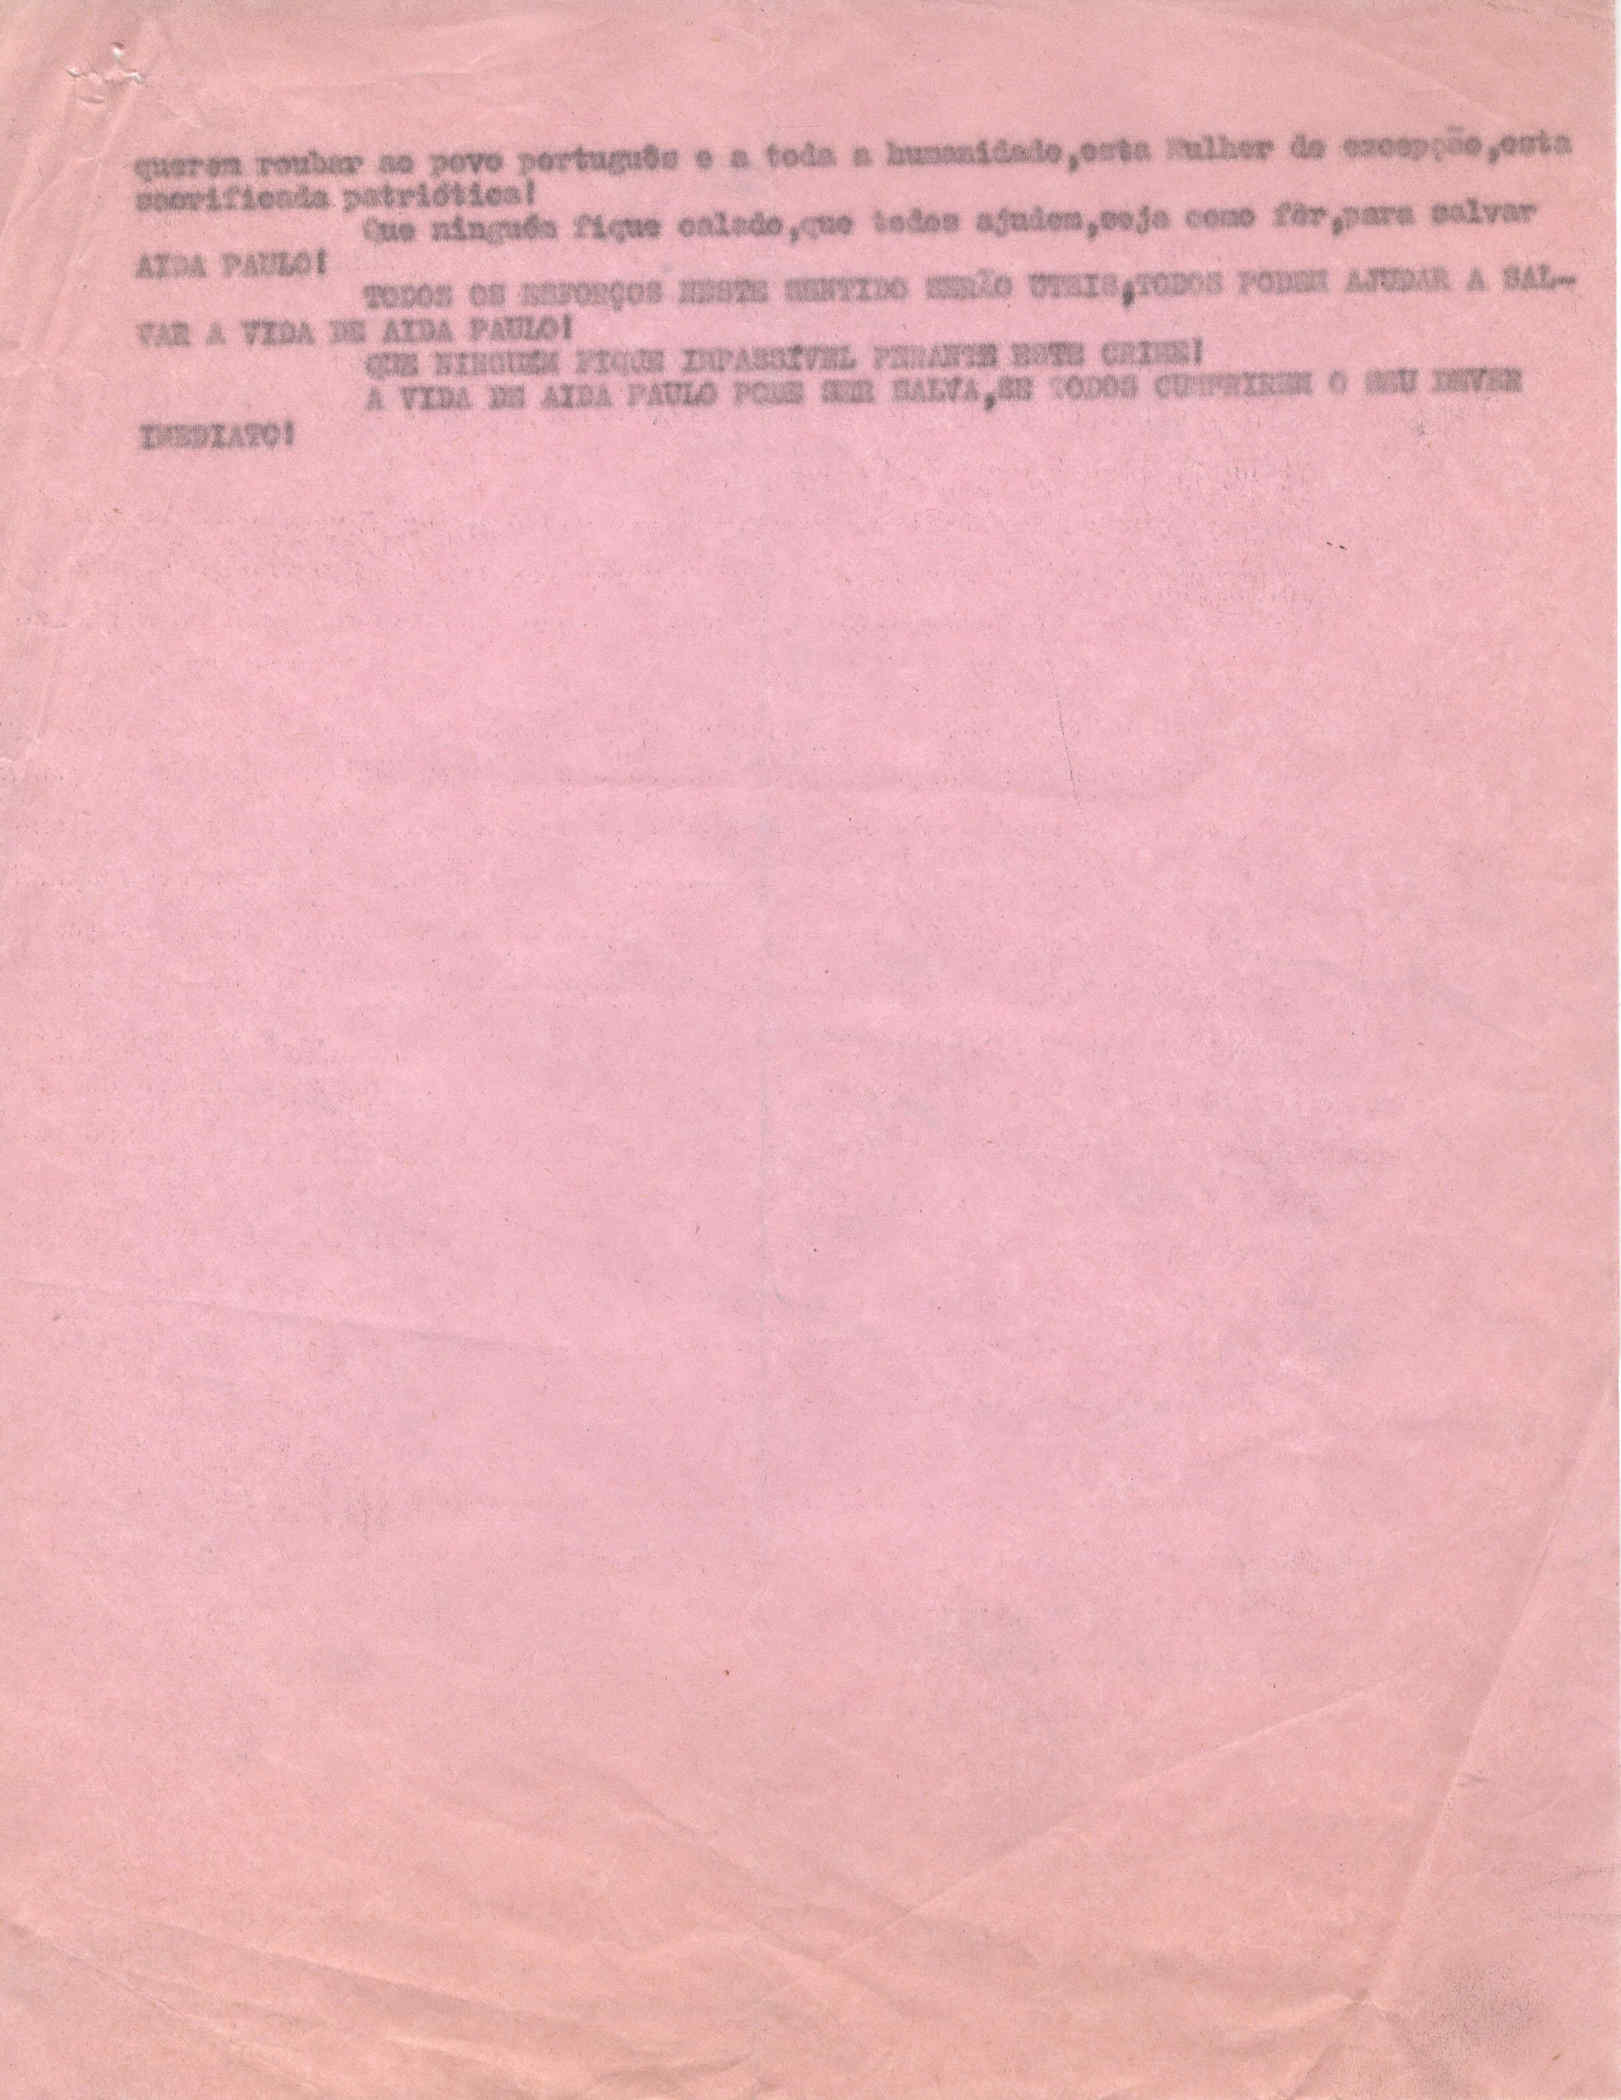 querem roubar ao povo português e a toda a humanidade,esta Mulher de excepção,esta
sacrificada patriótica!
Que ninguém fique calado,que todos ajudem,seja como fôr,para salvar
AIDA PAULO!
TODOS OS ESFORÇOS NESTE SENTIDO SERÃO UTEIS,TODOS PODEM AJUDAR A SAL-
VAR A VIDA DE AIDA PAULO!
QUE NINGUÉM FIQUE IMPASSÍVEL PERANTE ESTE CRIME!
A VIDA DE AIDA PAULO PODE SER SALVA,SE TODOS CUMPRIREM O SEU DEVER
IMEDIATO!